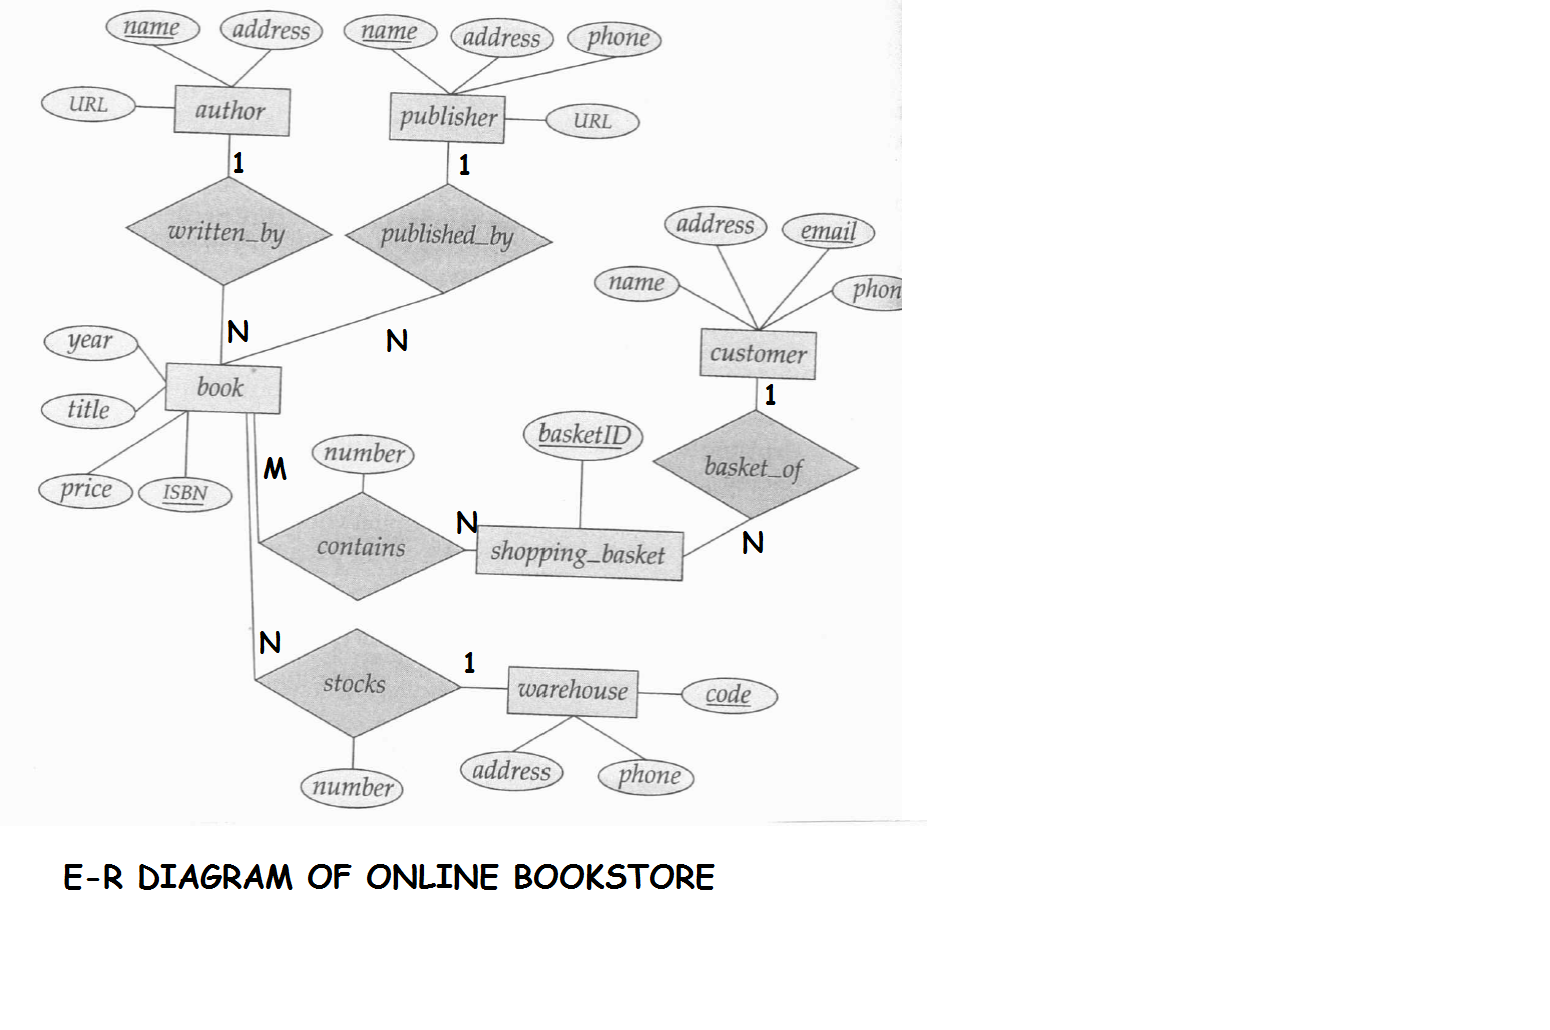 name address name address phone
URL author publisher URL
1 1
written_by published_by
address email
name phon
N N
year
book customer
title 1
number basketID
M basket_of
price ISBN
N
contains shopping_basket N
N 1
stocks warehouse code
address phone
number
E-R DIAGRAM OF ONLINE BOOKSTORE